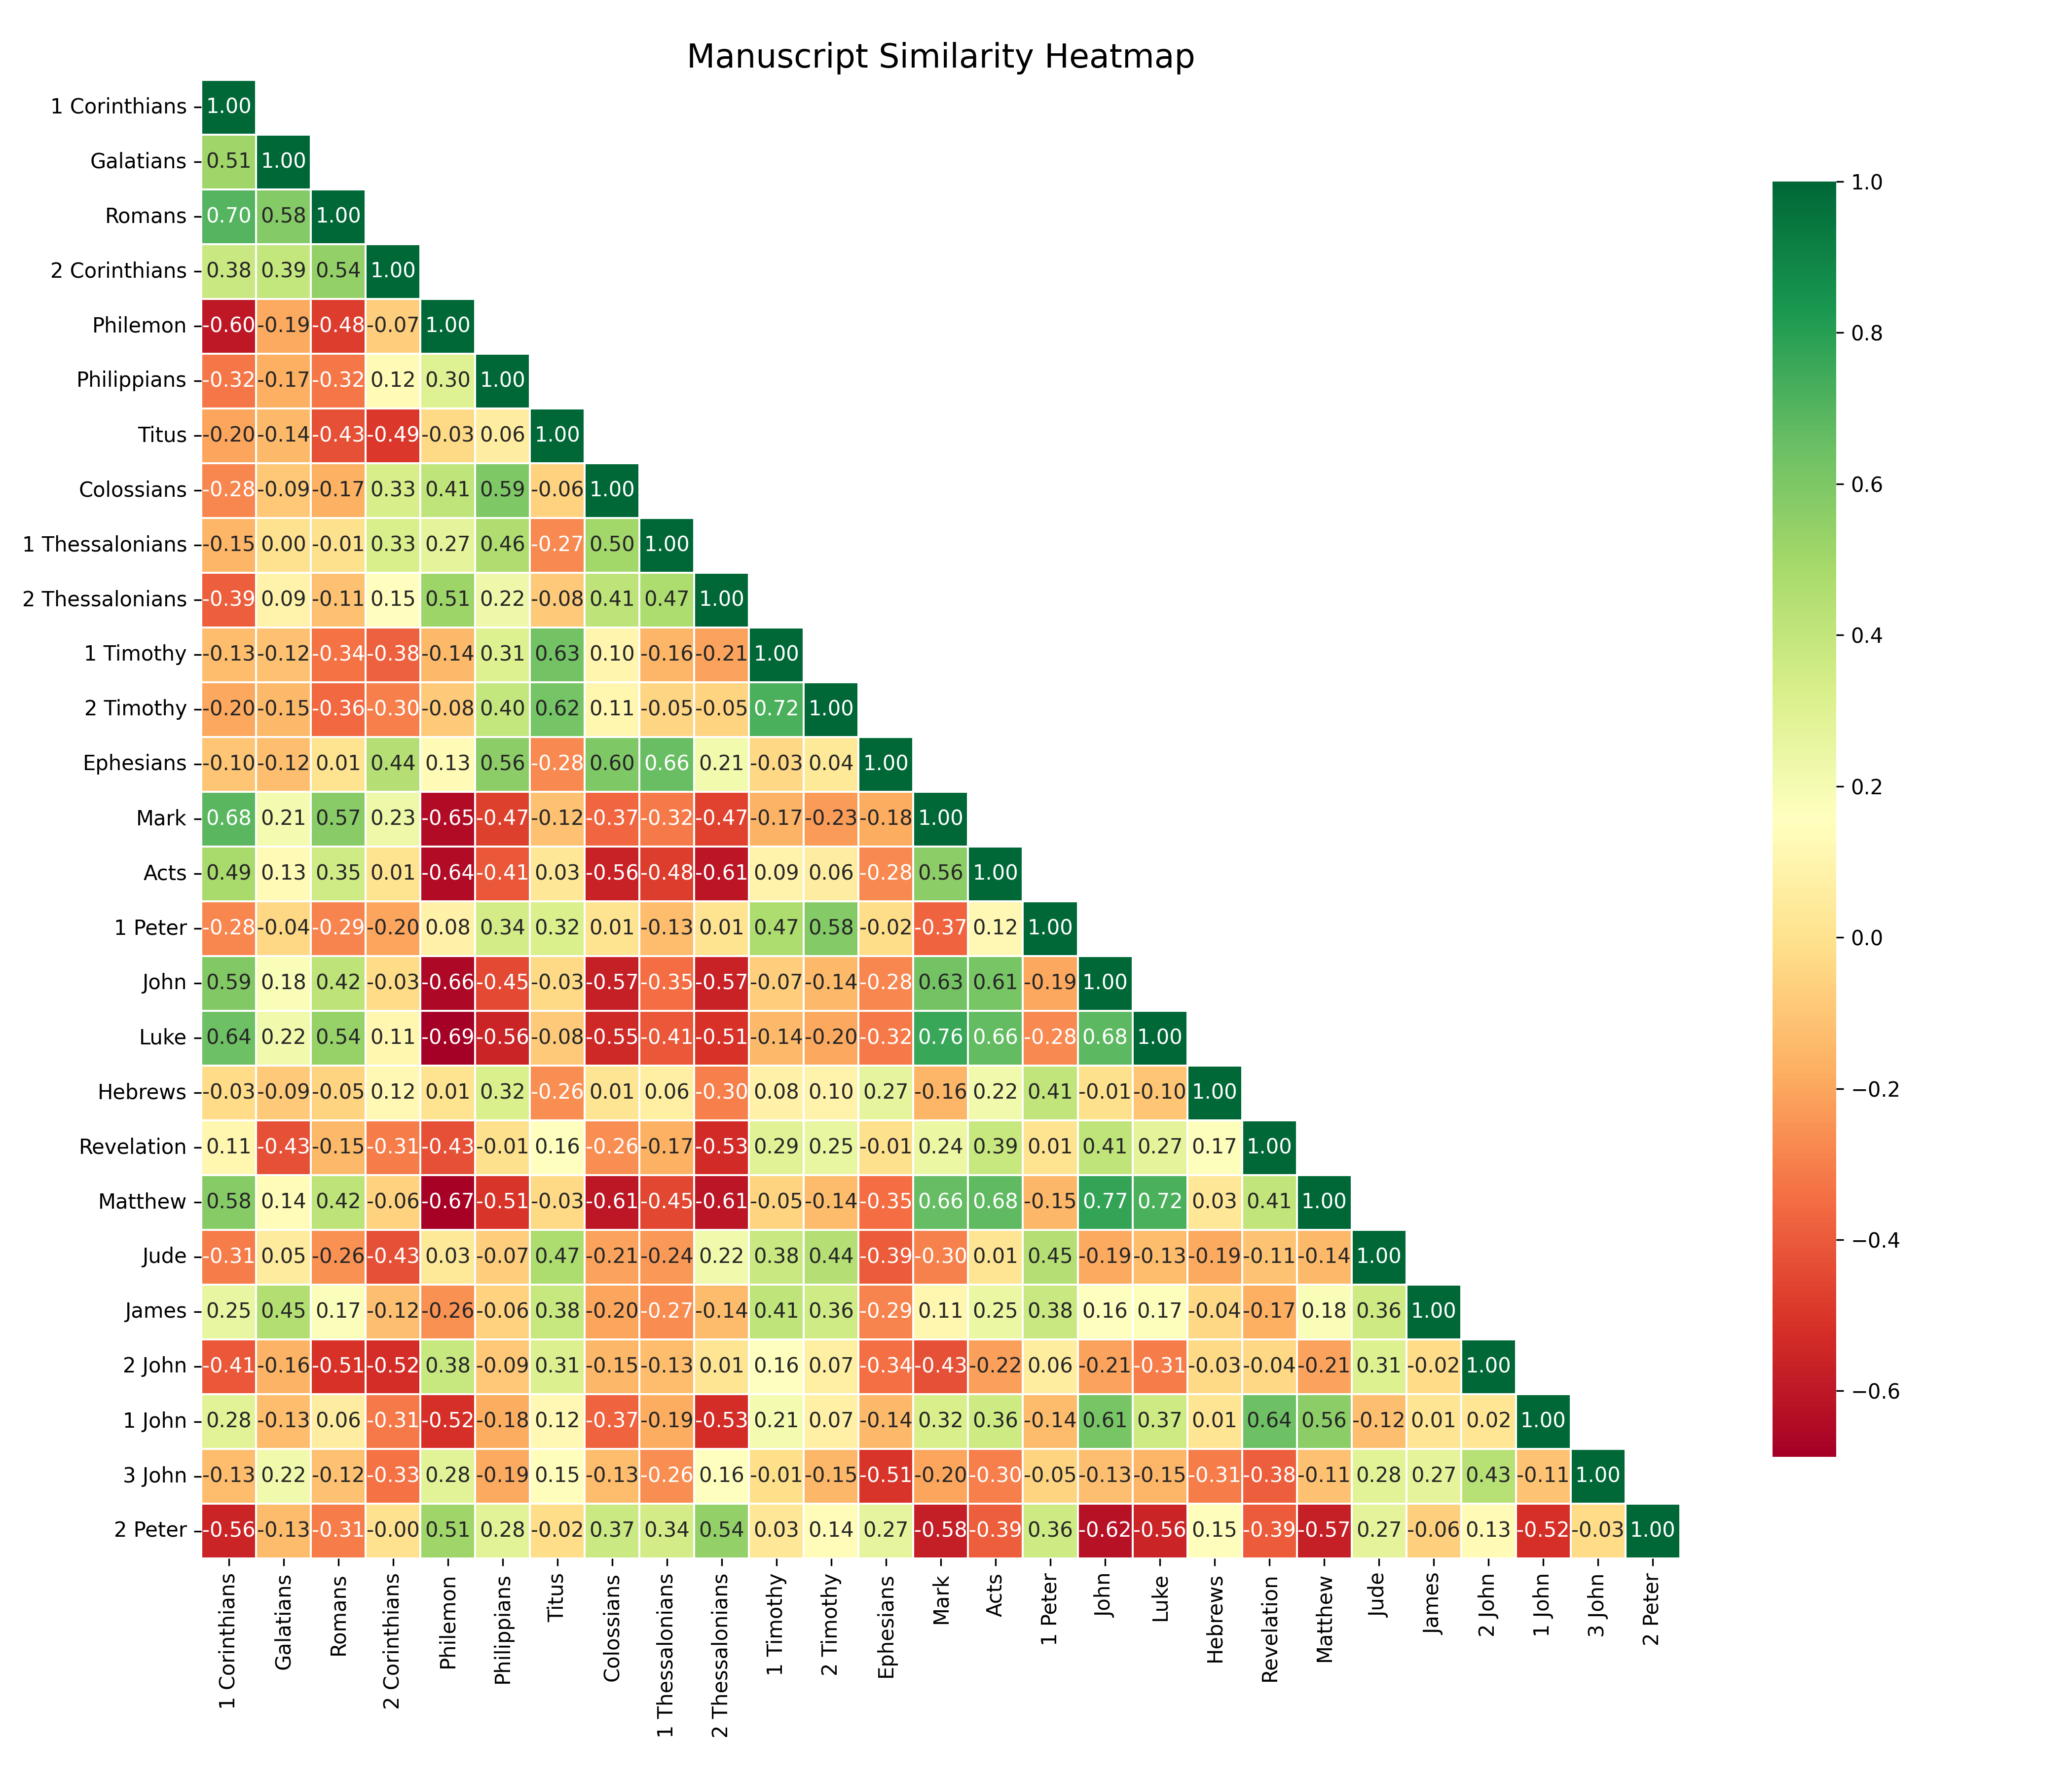 Manuscript Similarity Heatmap
1 Corinthians 1.00
Galatians 0.51 1.00
Romans 0.70 0.58 1.00
2 Corinthians 0.38 0.39 0.54 1.00
Philemon -0.60 -0.19 -0.48 -0.07 1.00
Philippians -0.32 -0.17 -0.32 0.12 0.30 1.00
Titus -0.20 -0.14 -0.43 -0.49 -0.03 0.06 1.00
Colossians -0.28 -0.09 -0.17 0.33 0.41 0.59 -0.06 1.00
1 Thessalonians -0.15 0.00 -0.01 0.33 0.27 0.46 -0.27 0.50 1.00
2 Thessalonians -0.39 0.09 -0.11 0.15 0.51 0.22 -0.08 0.41 0.47 1.00
1 Timothy -0.13 -0.12 -0.34 -0.38 -0.14 0.31 0.63 0.10 -0.16 -0.21 1.00
2 Timothy -0.20 -0.15 -0.36 -0.30 -0.08 0.40 0.62 0.11 -0.05 -0.05 0.72 1.00
Ephesians -0.10 -0.12 0.01 0.44 0.13 0.56 -0.28 0.60 0.66 0.21 -0.03 0.04 1.00
Mark 0.68 0.21 0.57 0.23 -0.65 -0.47 -0.12 -0.37 -0.32 -0.47 -0.17 -0.23 -0.18 1.00
Acts 0.49 0.13 0.35 0.01 -0.64 -0.41 0.03 -0.56 -0.48 -0.61 0.09 0.06 -0.28 0.56 1.00
1 Peter -0.28 -0.04 -0.29 -0.20 0.08 0.34 0.32 0.01 -0.13 0.01 0.47 0.58 -0.02 -0.37 0.12 1.00
John 0.59 0.18 0.42 -0.03 -0.66 -0.45 -0.03 -0.57 -0.35 -0.57 -0.07 -0.14 -0.28 0.63 0.61 -0.19 1.00
Luke 0.64 0.22 0.54 0.11 -0.69 -0.56 -0.08 -0.55 -0.41 -0.51 -0.14 -0.20 -0.32 0.76 0.66 -0.28 0.68 1.00
Hebrews -0.03 -0.09 -0.05 0.12 0.01 0.32 -0.26 0.01 0.06 -0.30 0.08 0.10 0.27 -0.16 0.22 0.41 -0.01 -0.10 1.00
Revelation 0.11 -0.43 -0.15 -0.31 -0.43 -0.01 0.16 -0.26 -0.17 -0.53 0.29 0.25 -0.01 0.24 0.39 0.01 0.41 0.27 0.17 1.00
Matthew 0.58 0.14 0.42 -0.06 -0.67 -0.51 -0.03 -0.61 -0.45 -0.61 -0.05 -0.14 -0.35 0.66 0.68 -0.15 0.77 0.72 0.03 0.41 1.00
Jude -0.31 0.05 -0.26 -0.43 0.03 -0.07 0.47 -0.21 -0.24 0.22 0.38 0.44 -0.39 -0.30 0.01 0.45 -0.19 -0.13 -0.19 -0.11 -0.14 1.00
James 0.25 0.45 0.17 -0.12 -0.26 -0.06 0.38 -0.20 -0.27 -0.14 0.41 0.36 -0.29 0.11 0.25 0.38 0.16 0.17 -0.04 -0.17 0.18 0.36 1.00
2 John -0.41 -0.16 -0.51 -0.52 0.38 -0.09 0.31 -0.15 -0.13 0.01 0.16 0.07 -0.34 -0.43 -0.22 0.06 -0.21 -0.31 -0.03 -0.04 -0.21 0.31 -0.02 1.00
1 John 0.28 -0.13 0.06 -0.31 -0.52 -0.18 0.12 -0.37 -0.19 -0.53 0.21 0.07 -0.14 0.32 0.36 -0.14 0.61 0.37 0.01 0.64 0.56 -0.12 0.01 0.02 1.00
3 John -0.13 0.22 -0.12 -0.33 0.28 -0.19 0.15 -0.13 -0.26 0.16 -0.01 -0.15 -0.51 -0.20 -0.30 -0.05 -0.13 -0.15 -0.31 -0.38 -0.11 0.28 0.27 0.43 -0.11 1.00
2 Peter -0.56 -0.13 -0.31 -0.00 0.51 0.28 -0.02 0.37 0.34 0.54 0.03 0.14 0.27 -0.58 -0.39 0.36 -0.62 -0.56 0.15 -0.39 -0.57 0.27 -0.06 0.13 -0.52 -0.03 1.00
1 Corinthians
Galatians
Romans
2 Corinthians
Philemon
Philippians
Titus
Colossians
1 Thessalonians
2 Thessalonians
1 Timothy
2 Timothy
Ephesians
Mark
Acts
1 Peter
John
Luke
Hebrews
Revelation
Matthew
Jude
James
2 John
1 John
3 John
2 Peter
1.0
0.8
0.6
0.4
0.2
0.0
−0.2
−0.4
−0.6